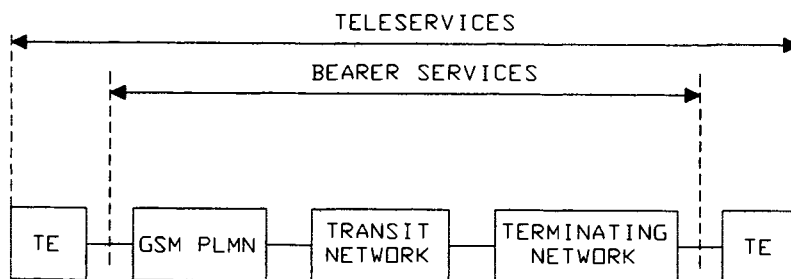 TELESERVICES
BEARER SERVICES
TE
GSM PLMN
TRANSIT
NETWORK
TERMINATING
NETWORK
TE